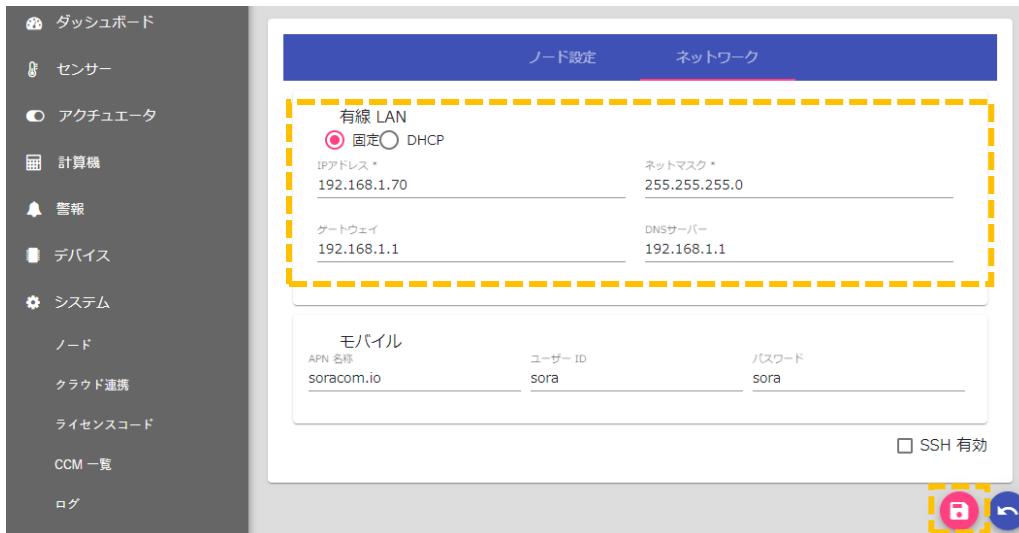 ダッシュボード
センサー
アクチュエータ
計算機
警報
デバイス
システム
ノード
クラウド連携
ライセンスコード
CCM 一覧
ログ
ノード設定 ネットワーク
有線 LAN
固定 DHCP
IPアドレス * ネットマスク *
192.168.1.70 255.255.255.0
ゲートウェイ DNSサーバー
192.168.1.1 192.168.1.1
モバイル
APN 名称 ユーザー ID パスワード
soracom.io sora sora
SSH 有効